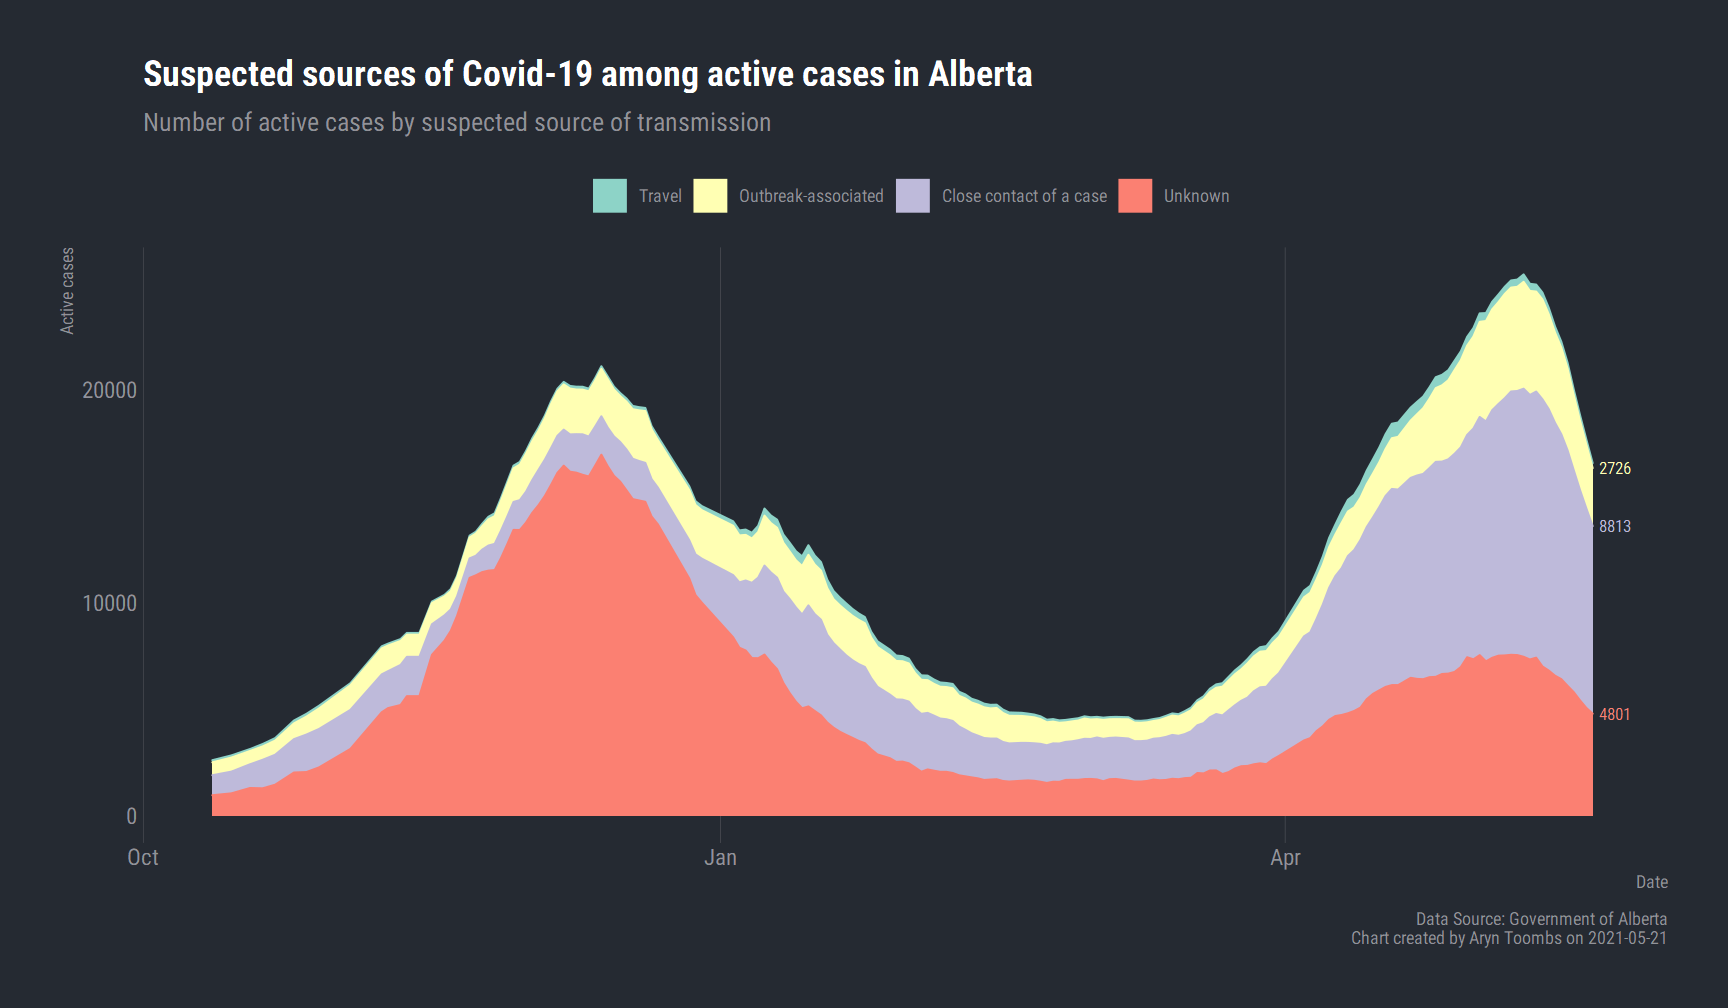 Suspected sources of Covid-19 among active cases in Alberta
Number of active cases by suspected source of transmission
Travel Outbreak-associated Close contact of a case Unknown
Active cases
20000
10000
0
2726
8813
4801
Oct Jan Apr
Date
Data Source: Government of Alberta
Chart created by Aryn Toombs on 2021-05-21